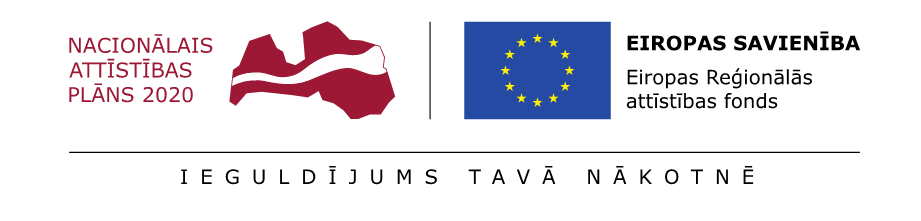 NACIONĀLAIS
ATTĪSTĪBAS
PLĀNS 2020
EIROPAS SAVIENĪBA
Eiropas Reģionālās
attīstības fonds
IEGULDĪJUMS TAVĀ NĀKOTNĒ